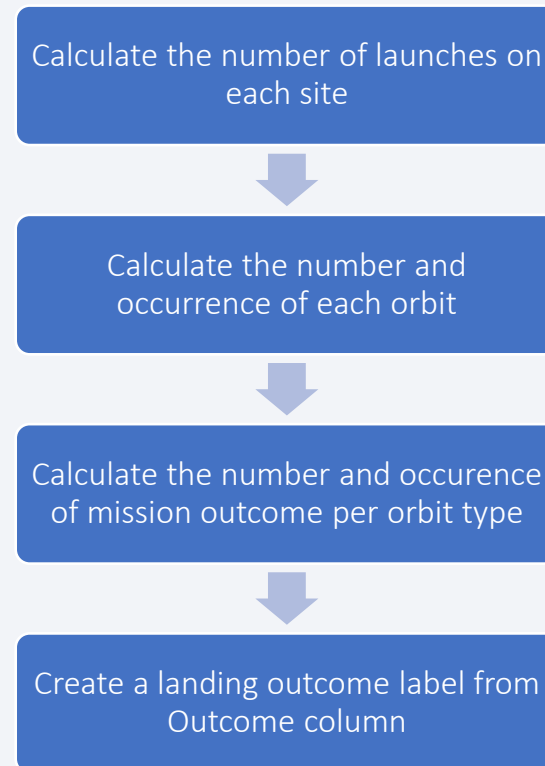 Calculate the number of launches on
each site
Calculate the number and
occurrence of each orbit
Calculate the number and occurence
of mission outcome per orbit type
Create a landing outcome label from
Outcome column